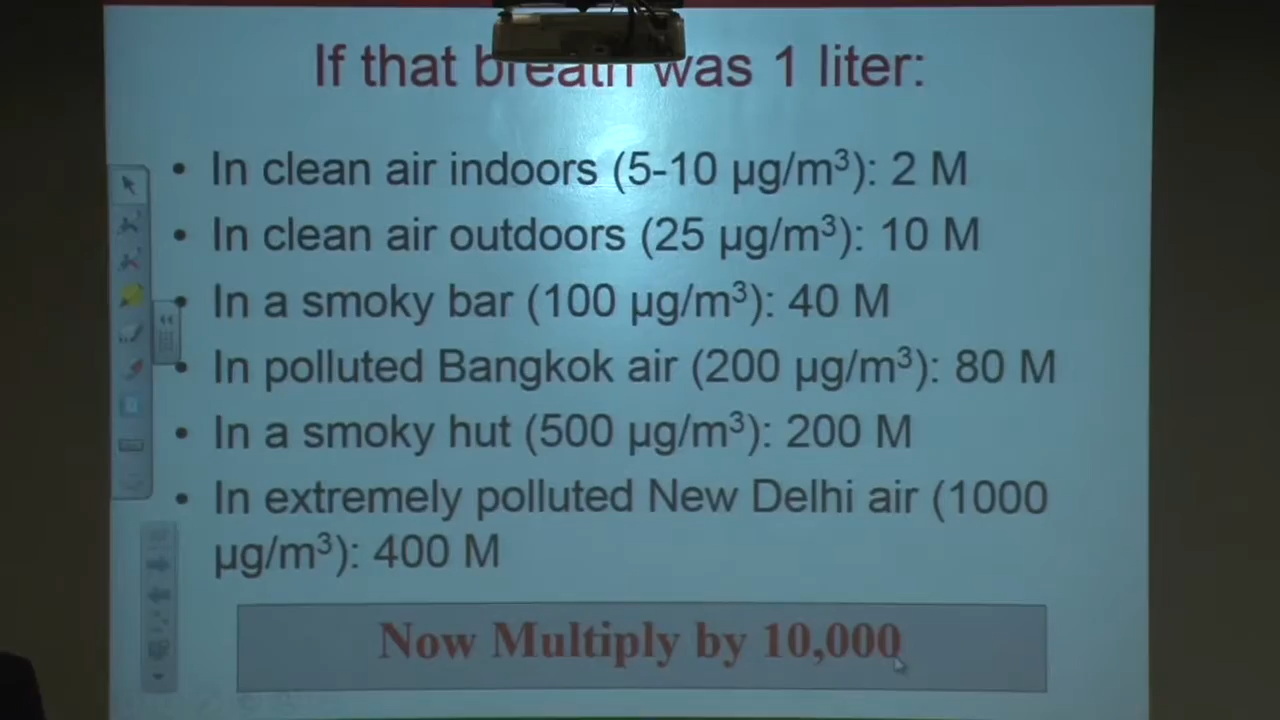 If that breath was 1 liter:
• In clean air indoors (5-10 µg/m³): 2 M
• In clean air outdoors (25 µg/m³): 10 M
• In a smoky bar (100 µg/m³): 40 M
• In polluted Bangkok air (200 µg/m³): 80 M
• In a smoky hut (500 µg/m³): 200 M
• In extremely polluted New Delhi air (1000
µg/m³): 400 M
Now Multiply by 10,000